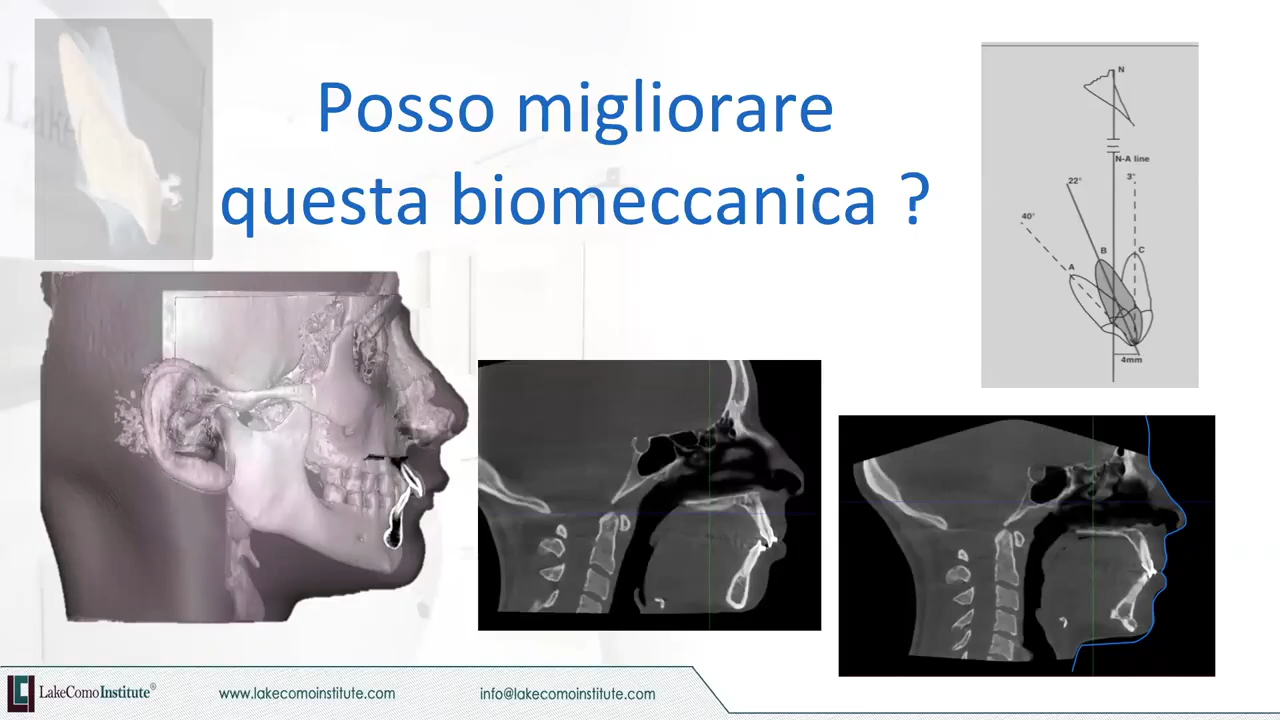 Posso migliorare
questa biomeccanica ?
N
N-A line
3°
22°
40°
B
C
A
4mm
LakeComoInstitute®
www.lakecomoinstitute.com
info@lakecomoinstitute.com